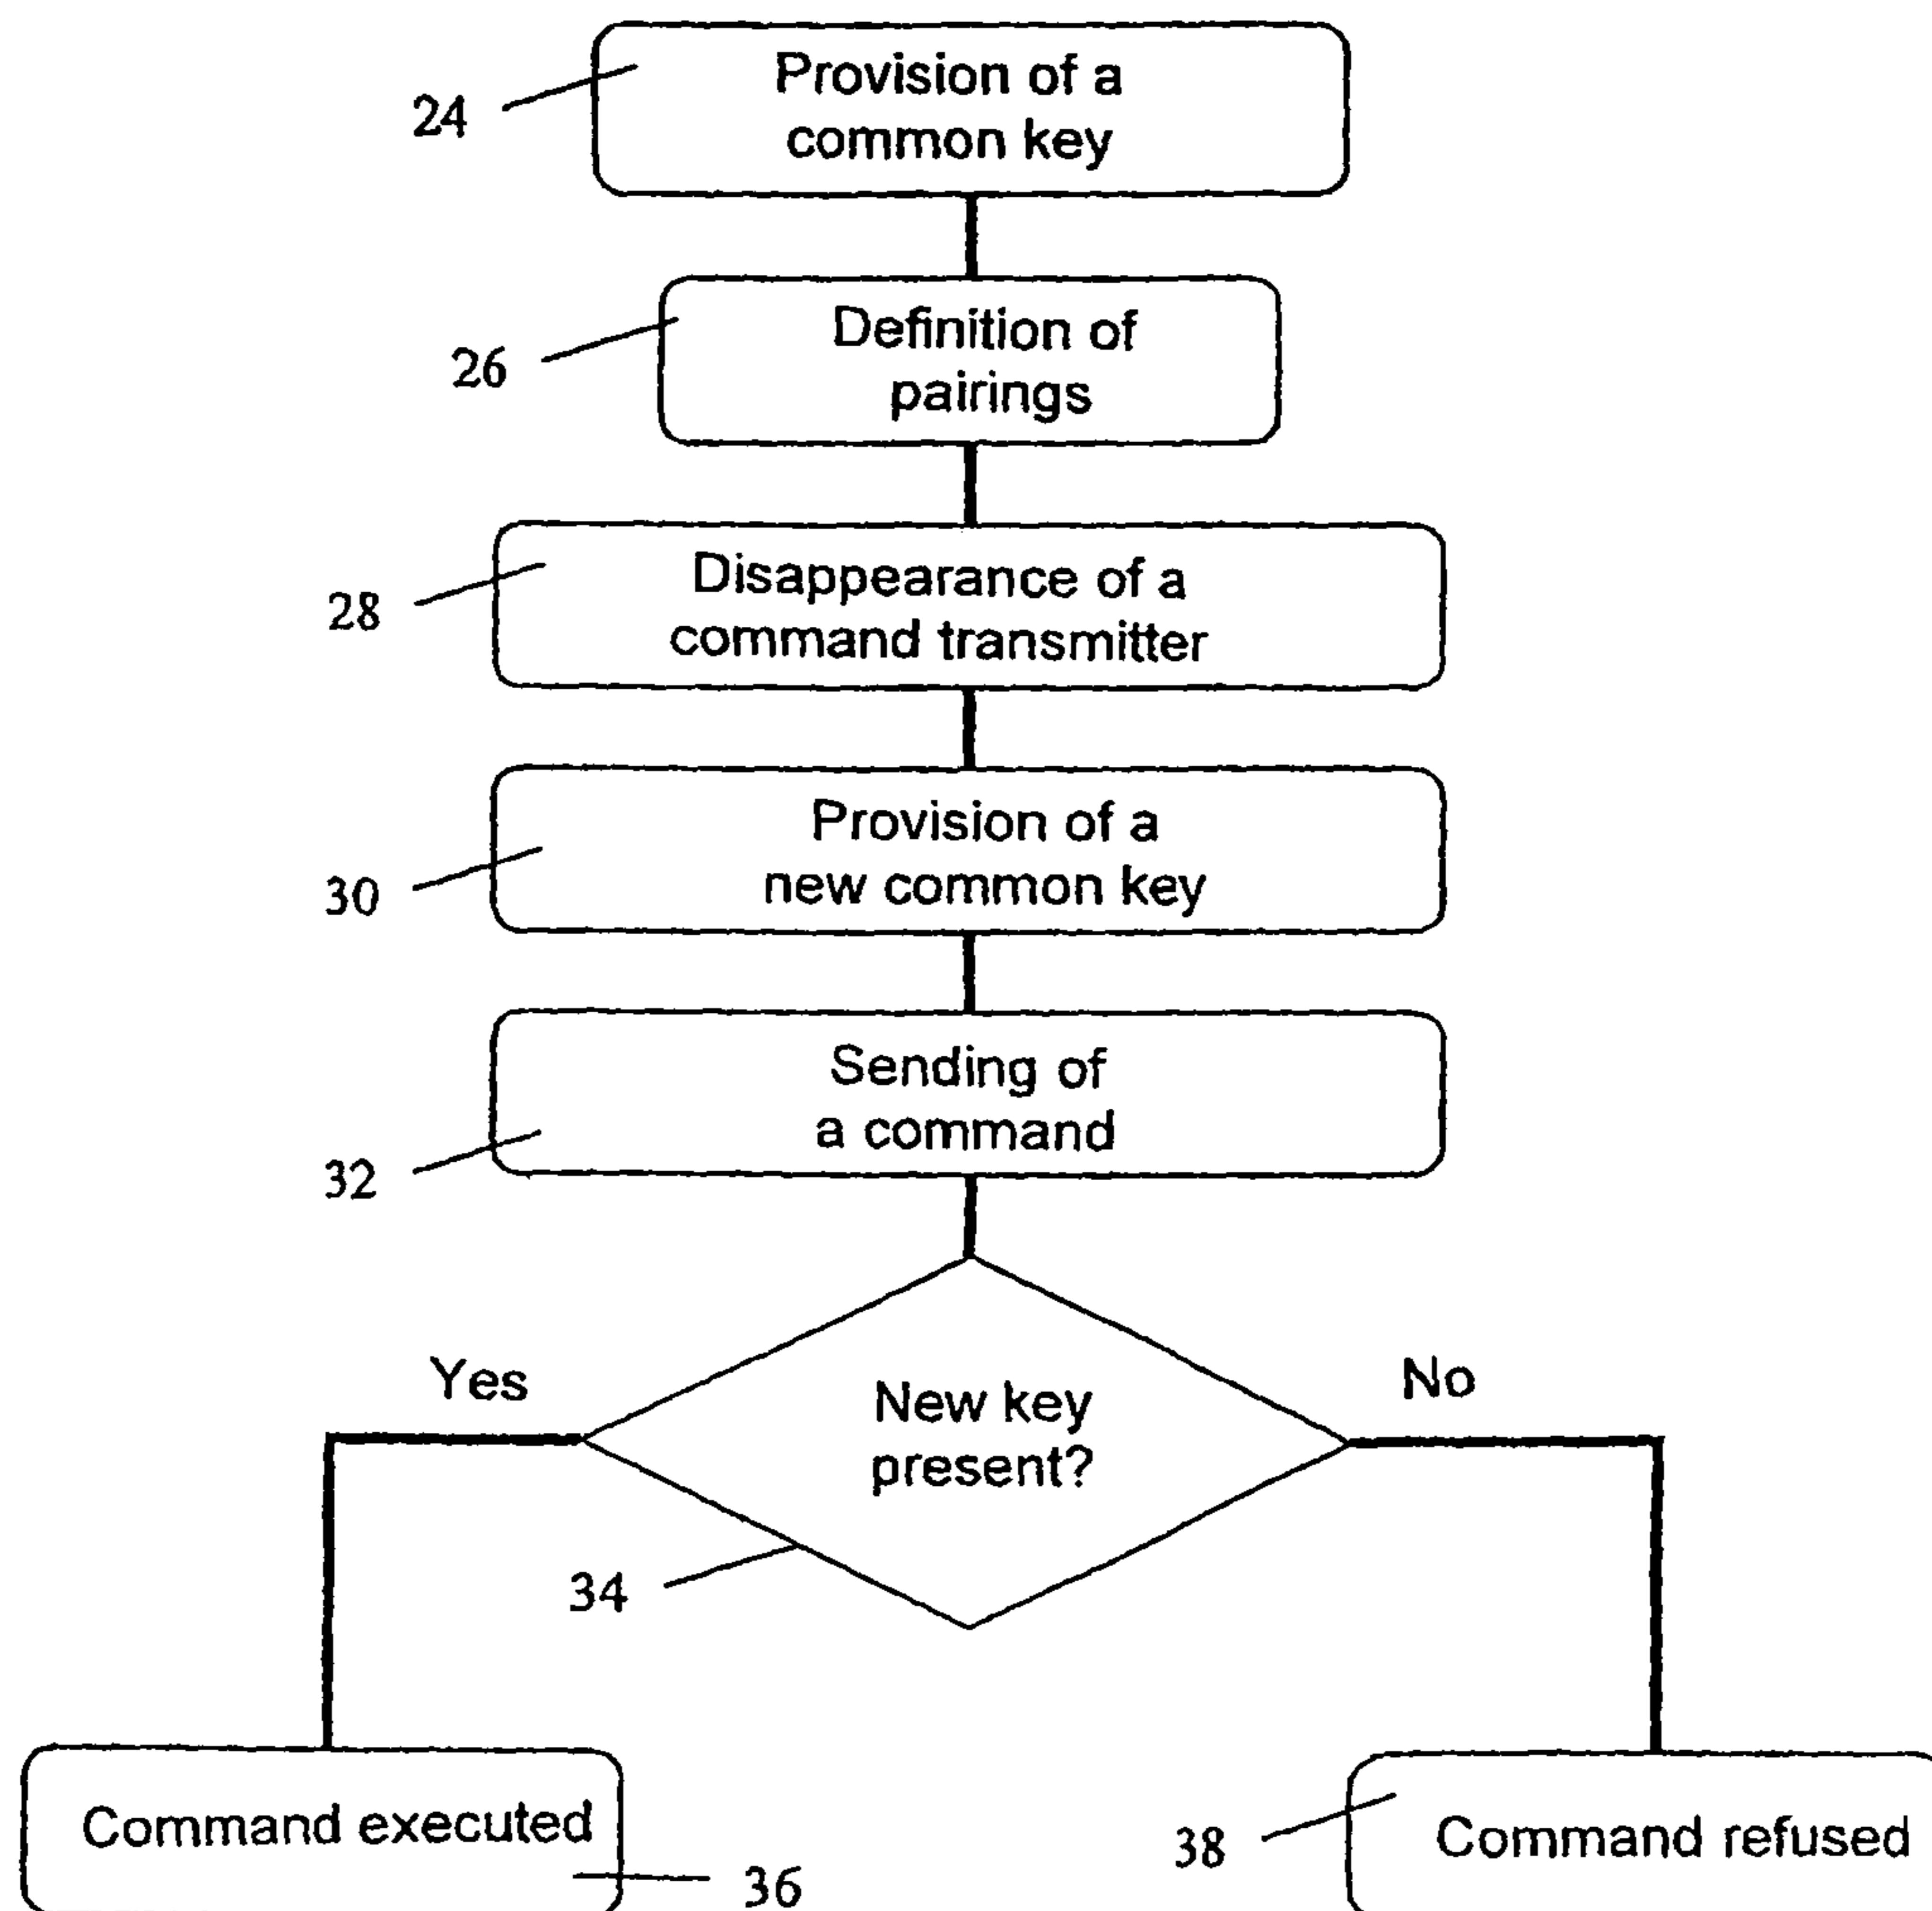 Provision of a
common key
24
Definition of
pairings
26
Disappearance of a
command transmitter
28
Provision of a
new common key
30
Sending of
a command
32
Yes
No
New key
present?
34
Command executed
36
38
Command refused